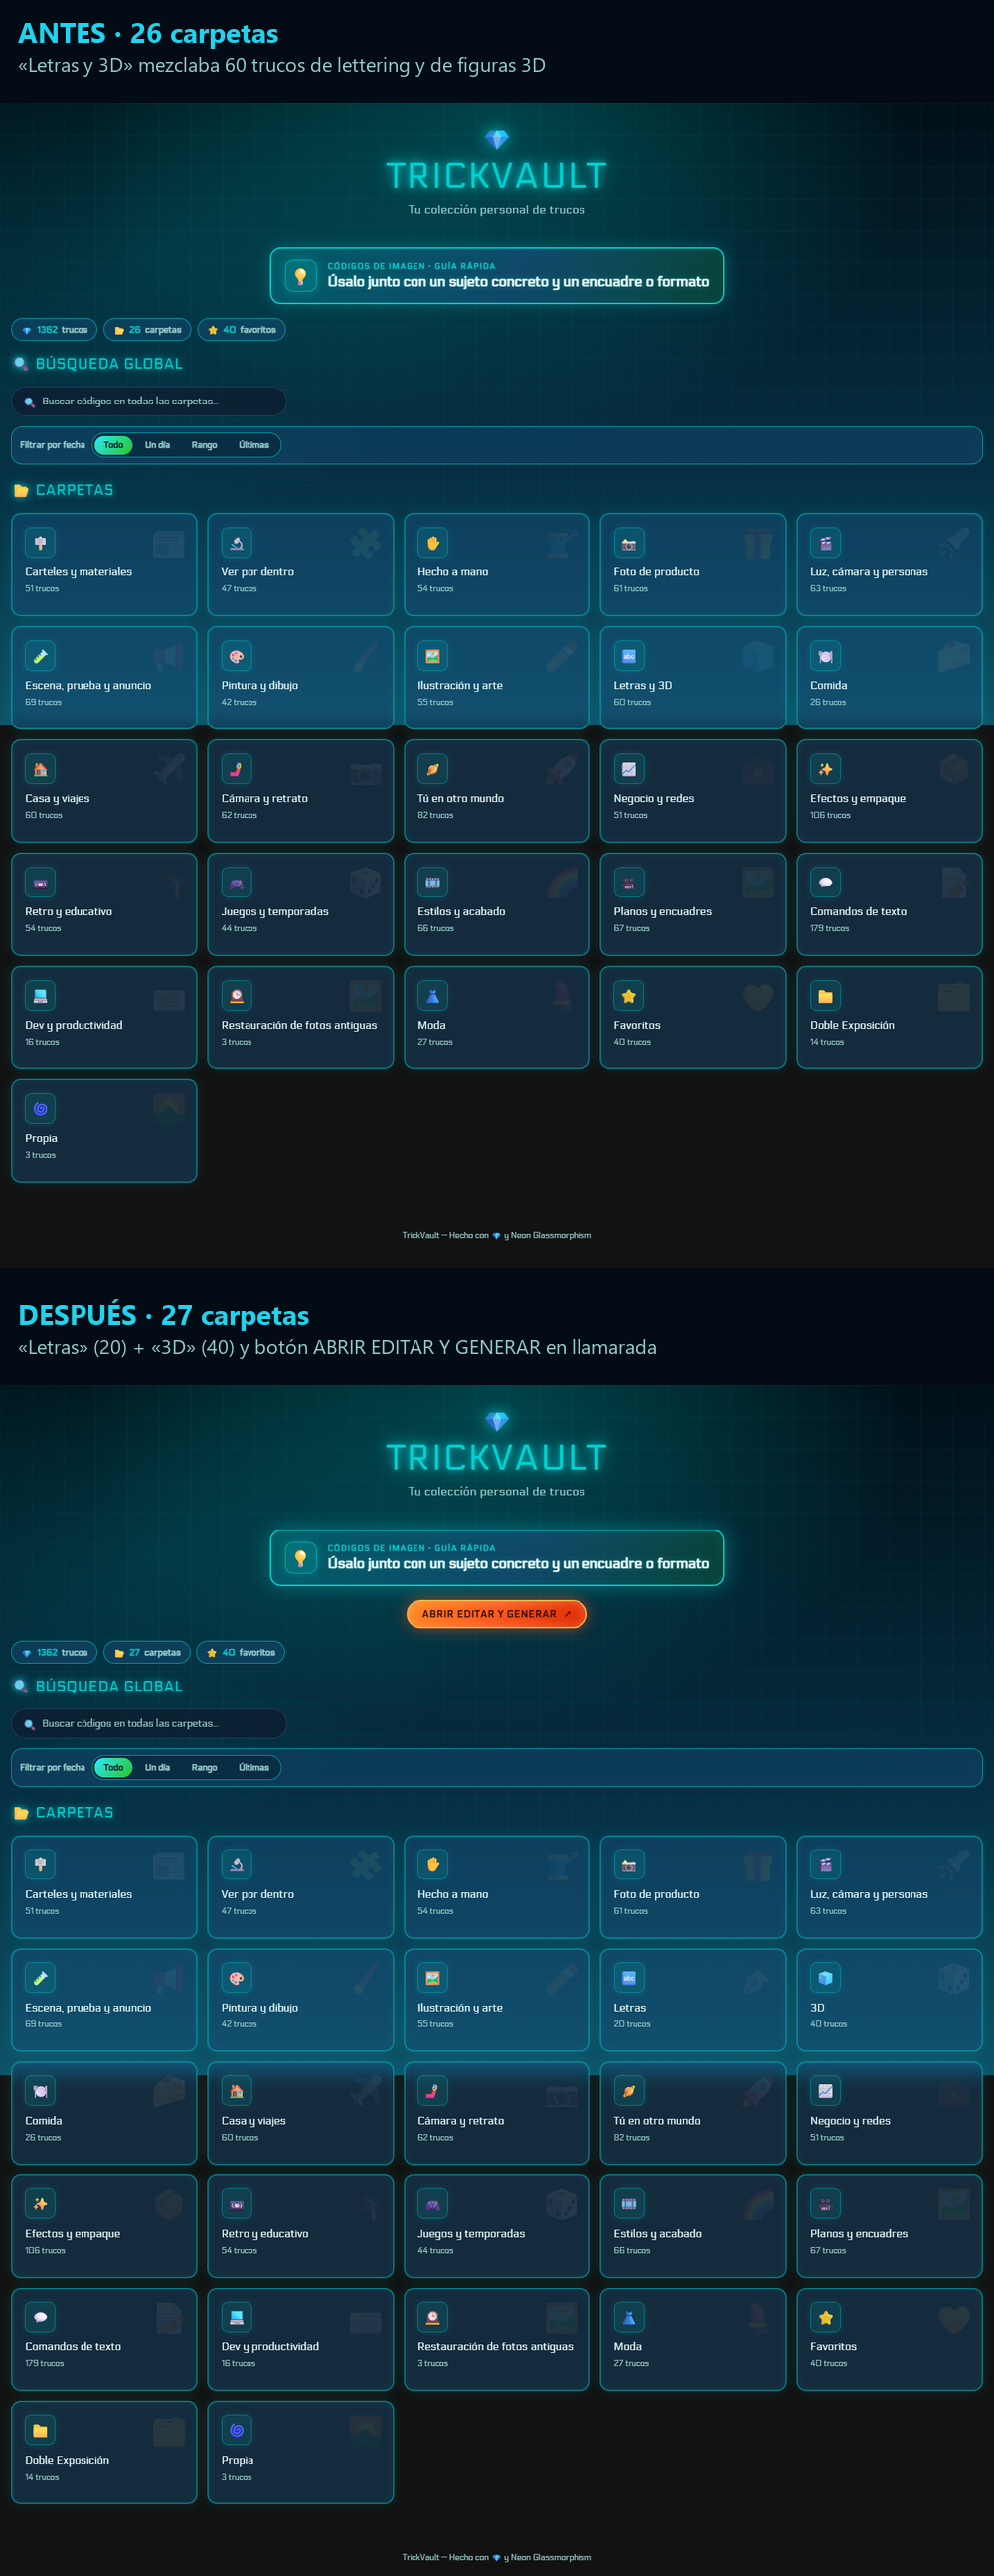 ANTES · 26 carpetas
«Letras y 3D» mezclaba 60 trucos de lettering y de figuras 3D
TRICKVAULT
Tu colección personal de trucos
CÓDIGOS DE IMAGEN · GUÍA RÁPIDA
Úsalo junto con un sujeto concreto y un encuadre o formato
1362 trucos 26 carpetas 40 favoritos
BÚSQUEDA GLOBAL
Buscar códigos en todas las carpetas...
Filtrar por fecha Todo Un día Rango Últimas
CARPETAS
Carteles y materiales
51 trucos
Ver por dentro
47 trucos
Hecho a mano
54 trucos
Foto de producto
61 trucos
Luz, cámara y personas
63 trucos
Escena, prueba y anuncio
69 trucos
Pintura y dibujo
42 trucos
Ilustración y arte
55 trucos
abc
Letras y 3D
60 trucos
Comida
26 trucos
Casa y viajes
60 trucos
Cámara y retrato
62 trucos
Tú en otro mundo
82 trucos
Negocio y redes
51 trucos
Efectos y empaque
106 trucos
Retro y educativo
54 trucos
Juegos y temporadas
44 trucos
Estilos y acabado
66 trucos
Planos y encuadres
67 trucos
Comandos de texto
179 trucos
Dev y productividad
16 trucos
Restauración de fotos antiguas
3 trucos
Moda
27 trucos
Favoritos
40 trucos
Doble Exposición
14 trucos
Propia
3 trucos
TrickVault — Hecho con 💎 y Neon Glassmorphism
DESPUÉS · 27 carpetas
«Letras» (20) + «3D» (40) y botón ABRIR EDITAR Y GENERAR en llamarada
TRICKVAULT
Tu colección personal de trucos
CÓDIGOS DE IMAGEN · GUÍA RÁPIDA
Úsalo junto con un sujeto concreto y un encuadre o formato
ABRIR EDITAR Y GENERAR ↗
1362 trucos 27 carpetas 40 favoritos
BÚSQUEDA GLOBAL
Buscar códigos en todas las carpetas...
Filtrar por fecha Todo Un día Rango Últimas
CARPETAS
Carteles y materiales
51 trucos
Ver por dentro
47 trucos
Hecho a mano
54 trucos
Foto de producto
61 trucos
Luz, cámara y personas
63 trucos
Escena, prueba y anuncio
69 trucos
Pintura y dibujo
42 trucos
Ilustración y arte
55 trucos
abc
Letras
20 trucos
3D
40 trucos
Comida
26 trucos
Casa y viajes
60 trucos
Cámara y retrato
62 trucos
Tú en otro mundo
82 trucos
Negocio y redes
51 trucos
Efectos y empaque
106 trucos
Retro y educativo
54 trucos
Juegos y temporadas
44 trucos
Estilos y acabado
66 trucos
Planos y encuadres
67 trucos
Comandos de texto
179 trucos
Dev y productividad
16 trucos
Restauración de fotos antiguas
3 trucos
Moda
27 trucos
Favoritos
40 trucos
Doble Exposición
14 trucos
Propia
3 trucos
TrickVault — Hecho con 💎 y Neon Glassmorphism